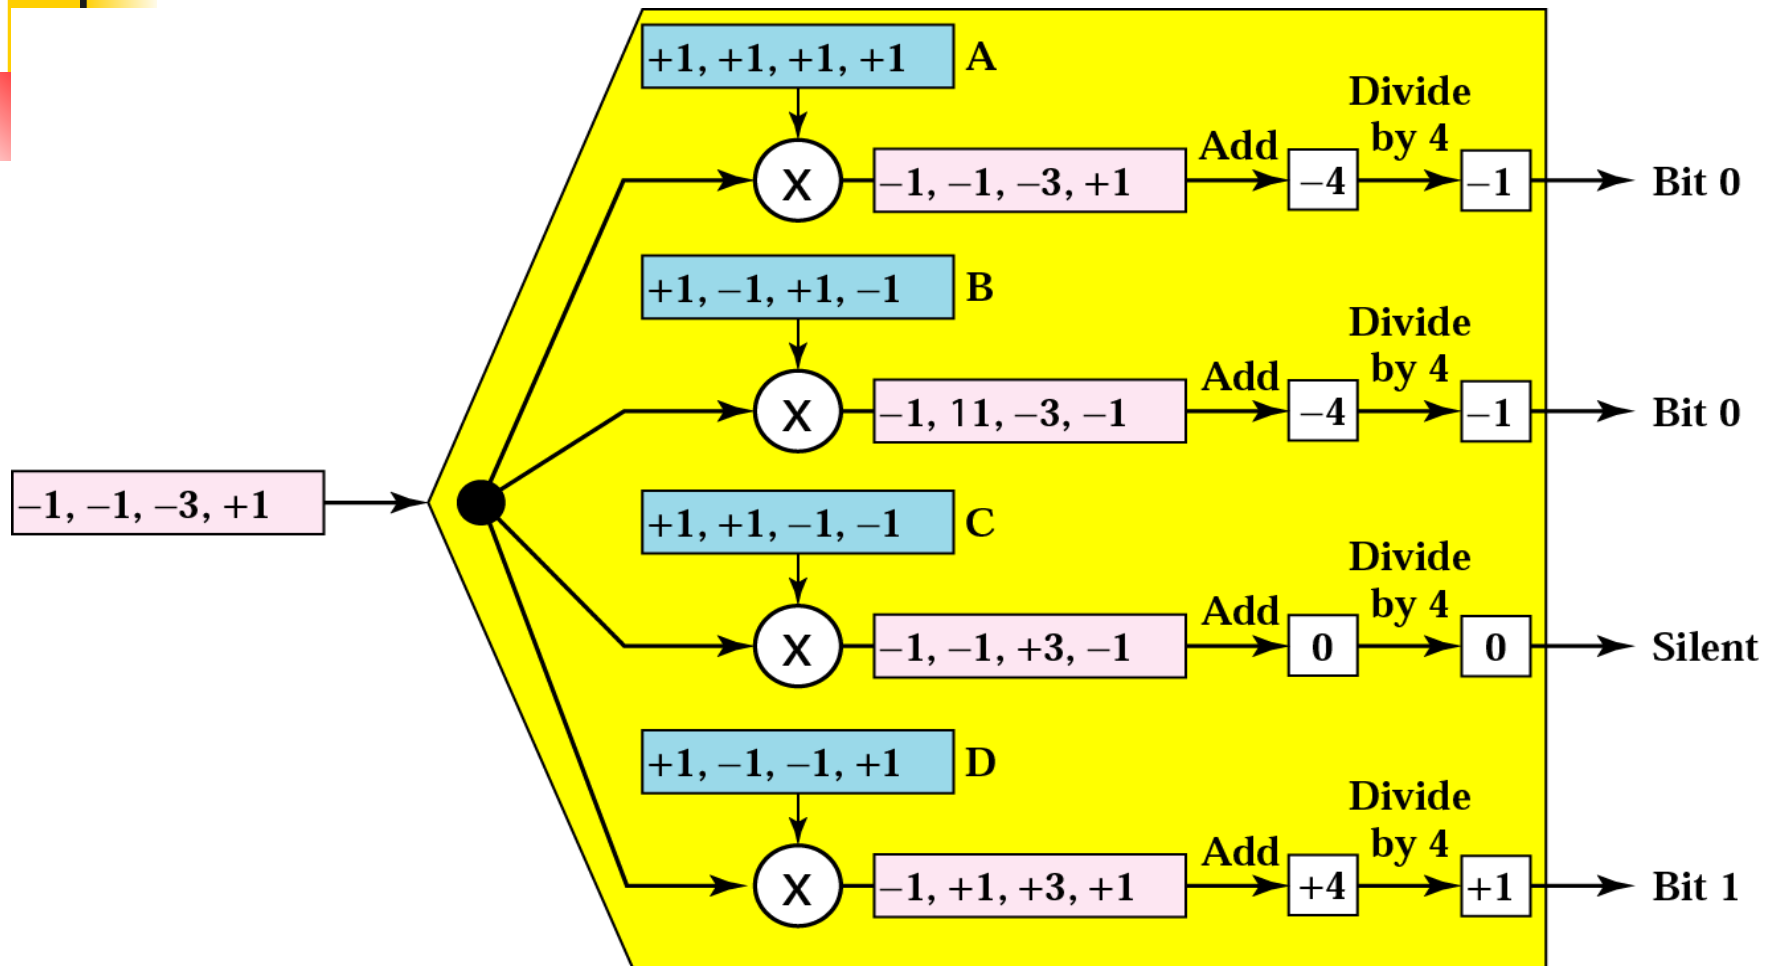 +1, +1, +1, +1 A
Divide
by 4
Add
X
−1, −1, −3, +1
−4
−1
Bit 0
+1, −1, +1, −1 B
Divide
by 4
Add
X
−1, 11, −3, −1
−4
−1
Bit 0
−1, −1, −3, +1
+1, +1, −1, −1 C
Divide
by 4
Add
X
−1, −1, +3, −1
0
0
Silent
+1, −1, −1, +1 D
Divide
by 4
Add
X
−1, +1, +3, +1
+4
+1
Bit 1